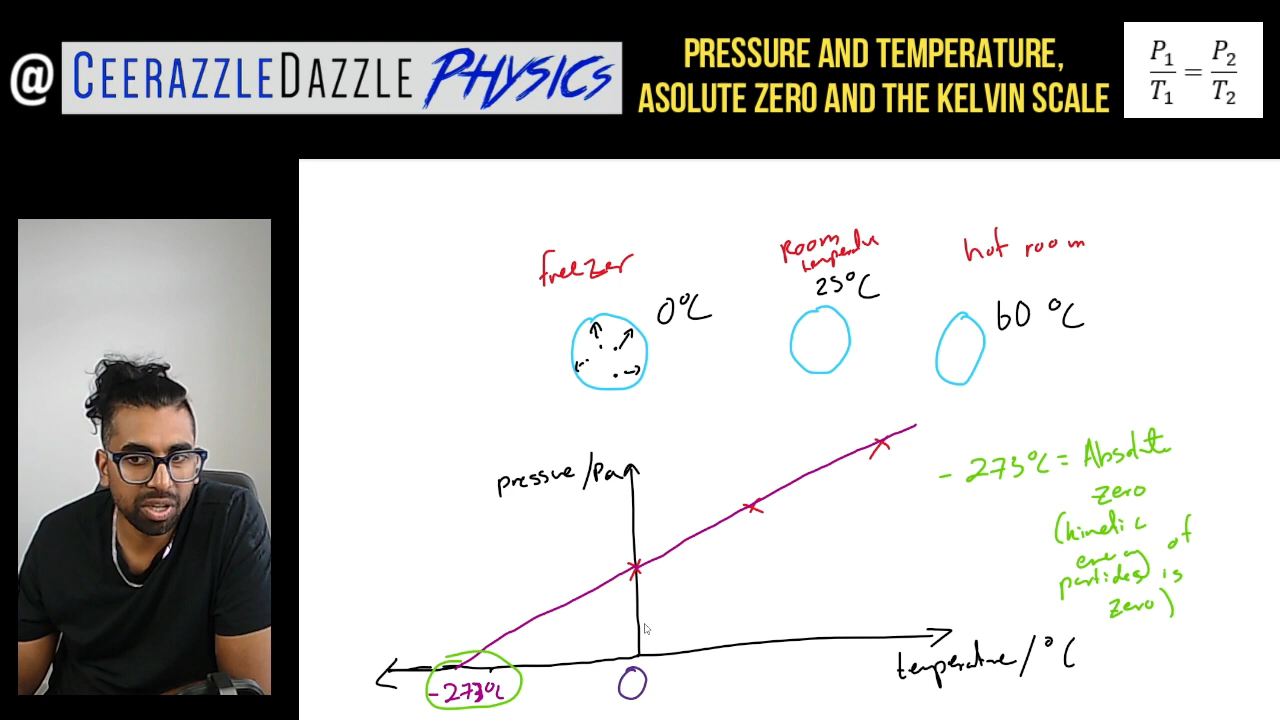 @ CEERAZZLEDAZZLE PHYSICS
PRESSURE AND TEMPERATURE,
ASOLUTE ZERO AND THE KELVIN SCALE
P₁/T₁ = P₂/T₂
freezer
Room
temperature
hot room
0°C
25°C
60 °C
pressure/Pa
-273°C = Absolute
zero
(kinetic
energy of
particles is
zero)
temperature/°C
-273°C
0